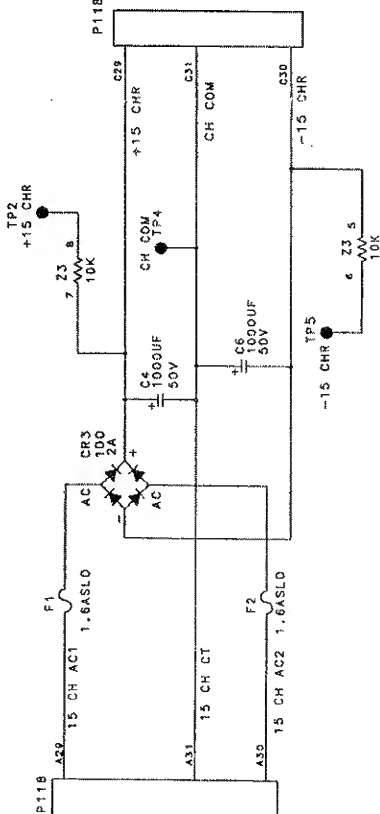 P118
C29
C31
C30
+15 CHR
CH COM
-15 CHR
TP2
+15 CHR
8
7
Z3
10K
CH COM
TP4
C4
1000UF
50V
+
C6
1000UF
50V
+
5
6
Z3
10K
TP5
-15 CHR
CR3
100
2A
AC
+
-
AC
F1
1.6ASLO
15 CH AC1
A29
15 CH CT
A31
F2
1.6ASLO
15 CH AC2
A30
P118